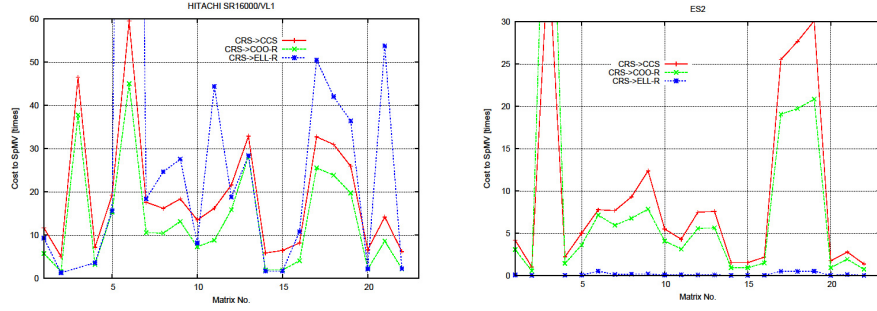 HITACHI SR16000/VL1
Cost to SpMV [times]
60
50
40
30
20
10
0
CRS->CCS
CRS->COO-R
CRS->ELL-R
5
10
15
20
Matrix No.
ES2
Cost to SpMV [times]
30
25
20
15
10
5
0
CRS->CCS
CRS->COO-R
CRS->ELL-R
5
10
15
20
Matrix No.